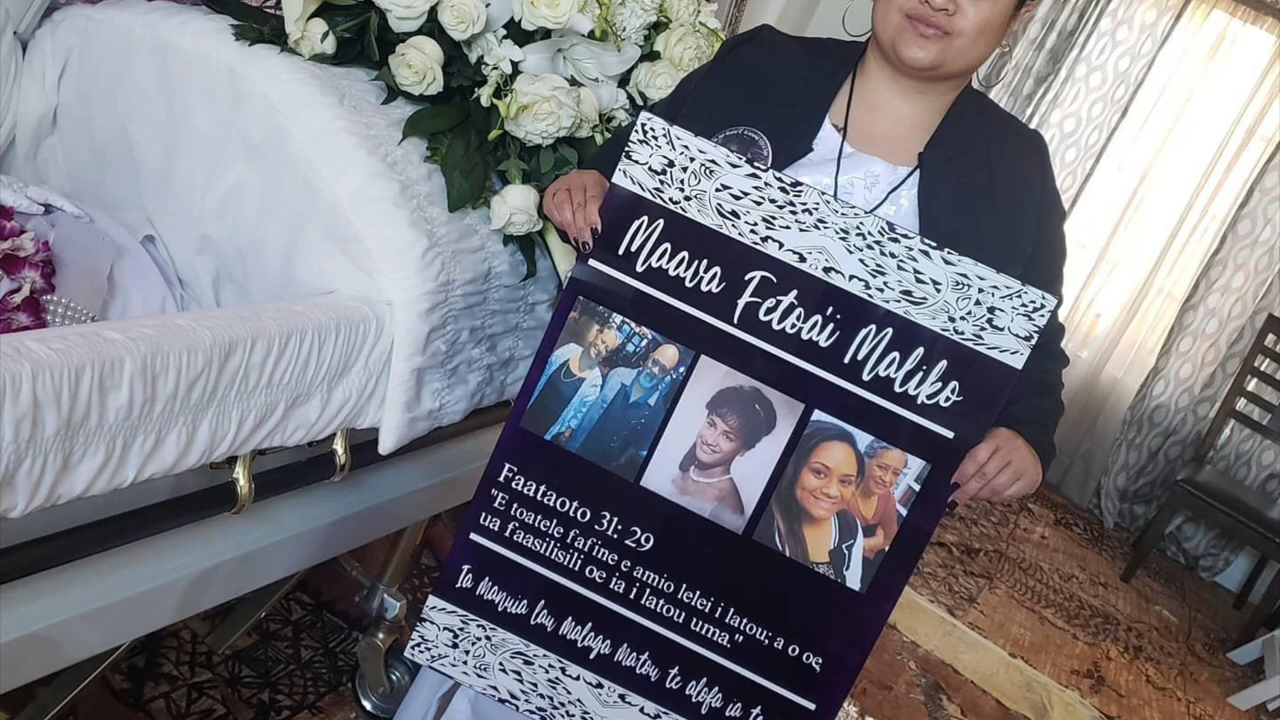 Maava Fetoa'i Maliko
Faataoto 31: 29
"E toatele fafine e amio lelei i latou; a o oe,
ua faasilisili oe ia i latou uma."
Ia manuia lau Malaga Matou te alofa ia te